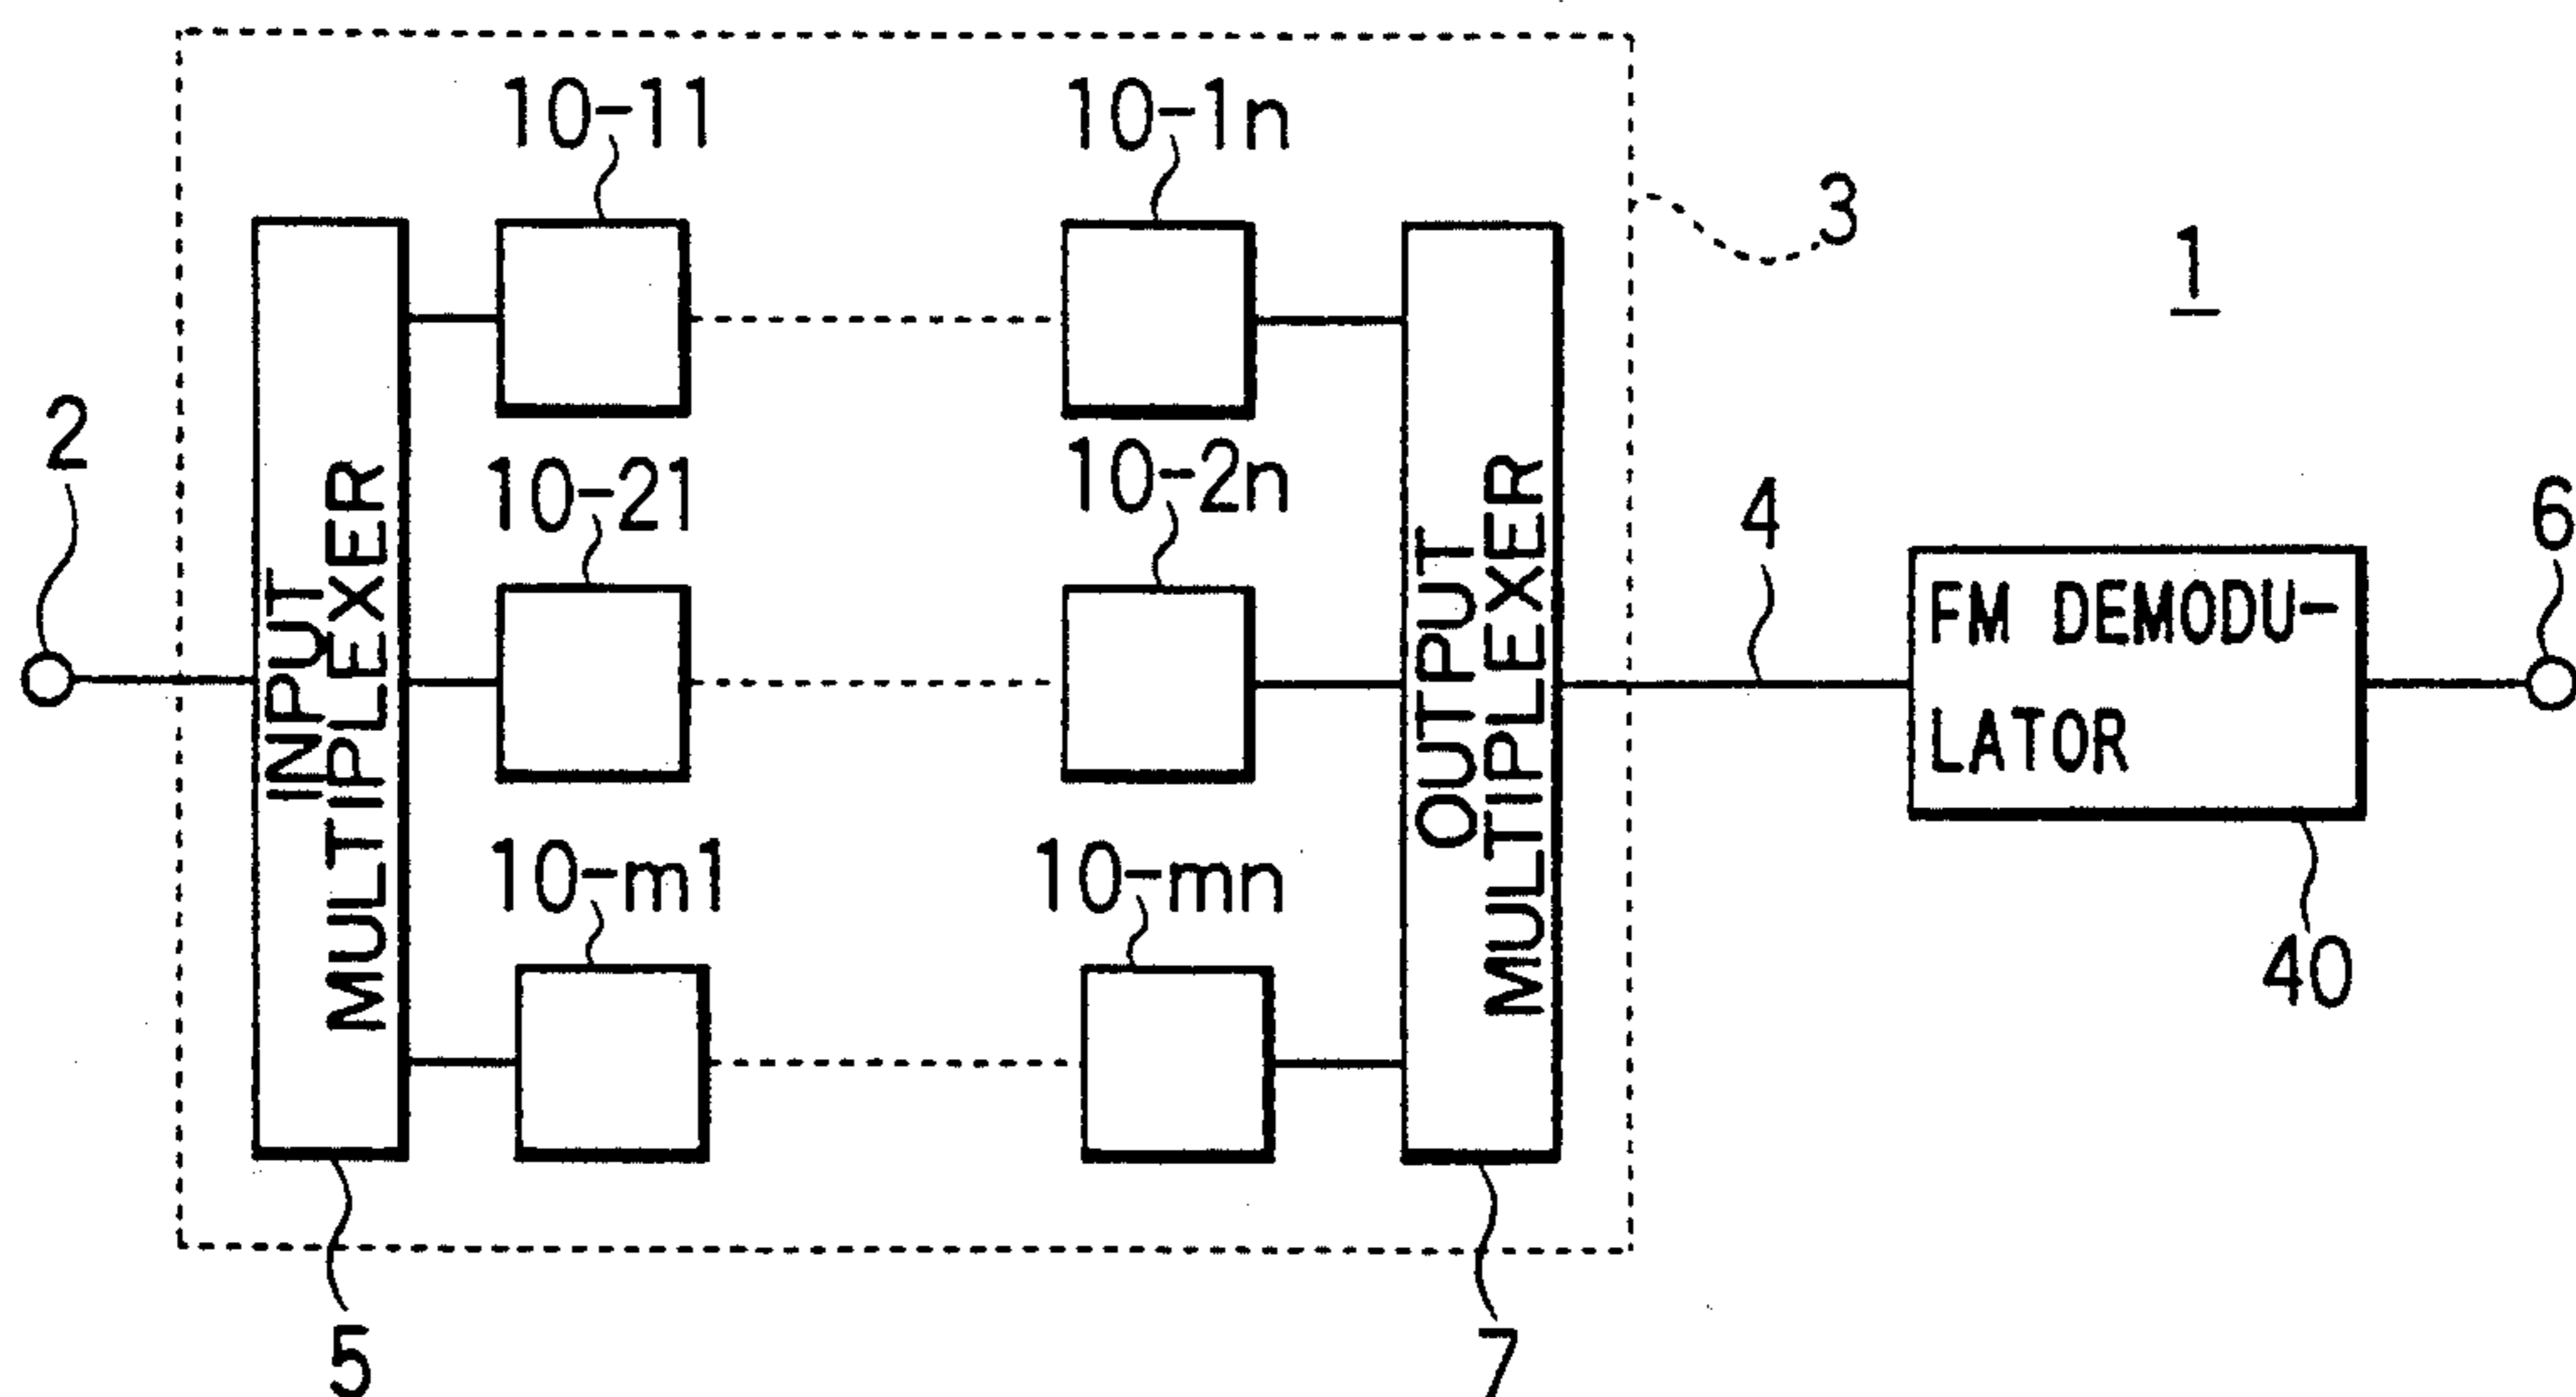 10-11
10-1n
3
1
2
10-21
10-2n
4
6
INPUT
MULTIPLEXER
OUTPUT
MULTIPLEXER
FM DEMODU-
LATOR
10-m1
10-mn
40
5
7